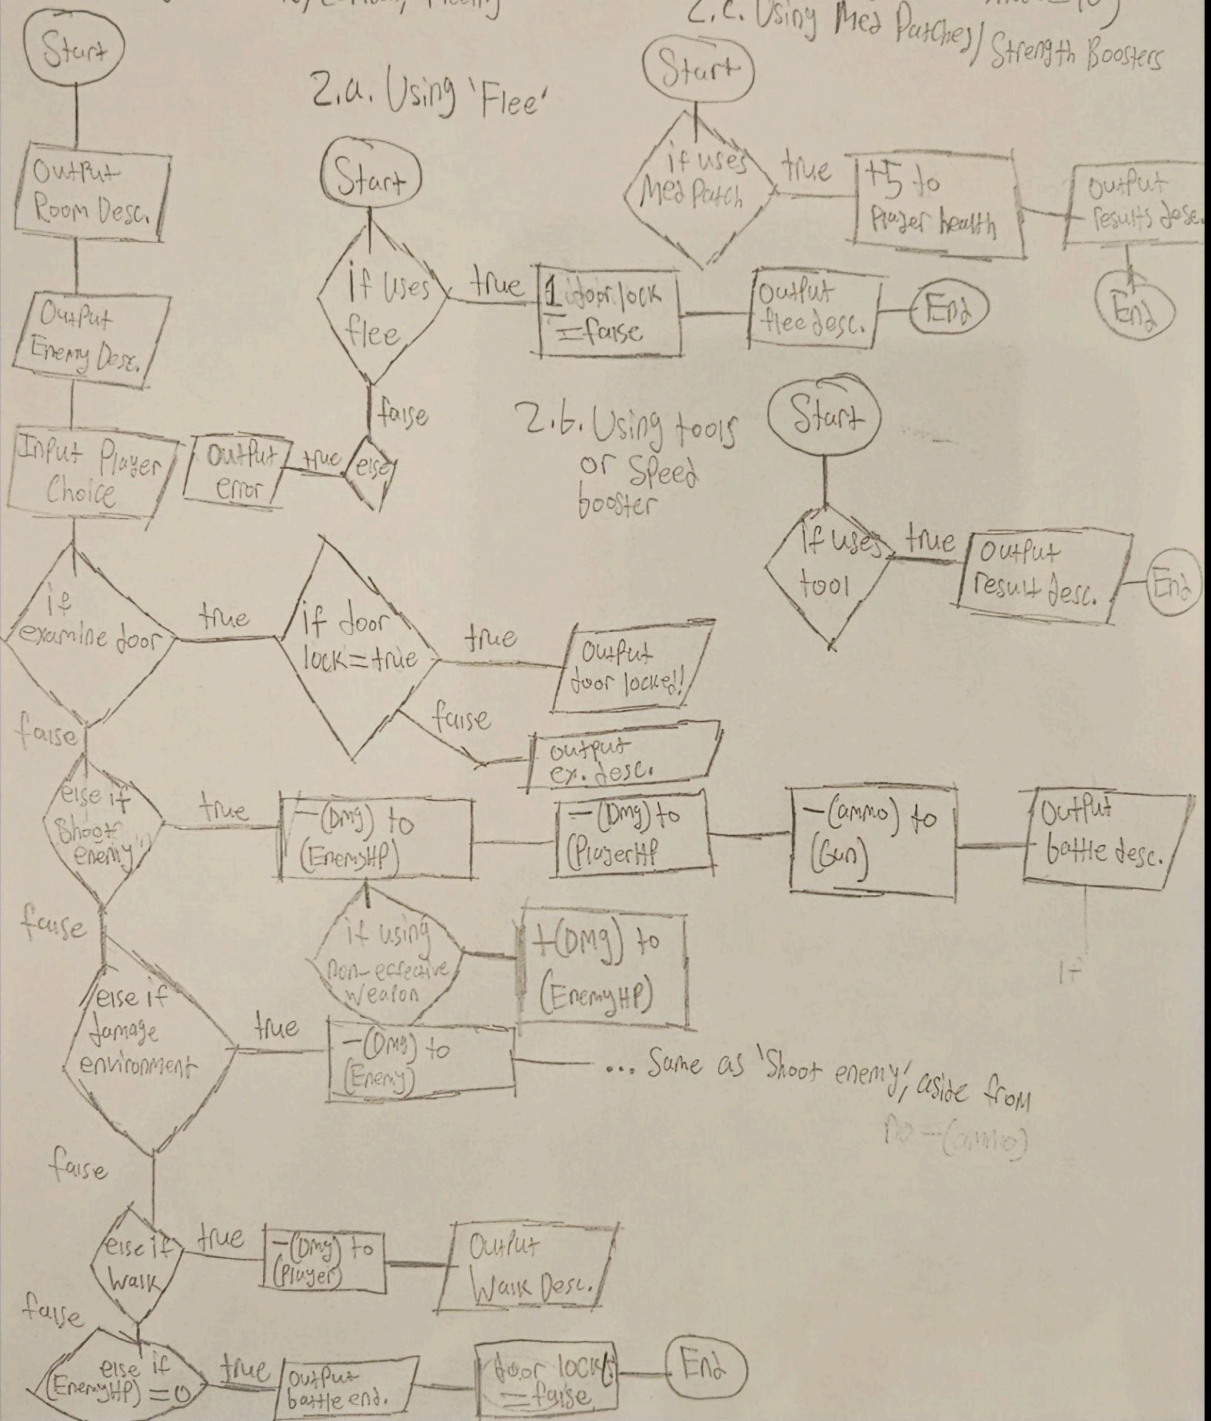 2.c. Using Med Patches/
Strength Boosters
Start
Output
Room Desc.
Output
Enemy Desc.
Input Player
Choice
if
examine door
true
if door
lock=true
true
Output
door locked!!
false
output
ex. desc.
false
else if
"Shoot
enemy"
true
-(Dmg) to
(EnemyHP)
-(Dmg) to
(PlayerHP
-(ammo) to
(Gun)
Output
battle desc.
If
if using
non-effective
weapon
+(DMg) to
(EnemyHP)
false
else if
damage
environment
true
-(Dmg) to
(Enemy)
... Same as 'Shoot enemy', aside from
no -(ammo)
false
else if
Walk
true
-(Dmg) to
(Player)
Output
Walk Desc.
false
else if
(EnemyHP)=0
true
Output
battle end.
door lock
=false
End
2.a. Using 'Flee'
Start
if uses
flee
true
1 door lock
=false
Output
flee desc.
End
false
else
true
Output
error
Start
if uses
Med Patch
true
+5 to
Player health
Output
results desc.
End
2.b. Using tools
or Speed
booster
Start
if uses
tool
true
Output
result desc.
End